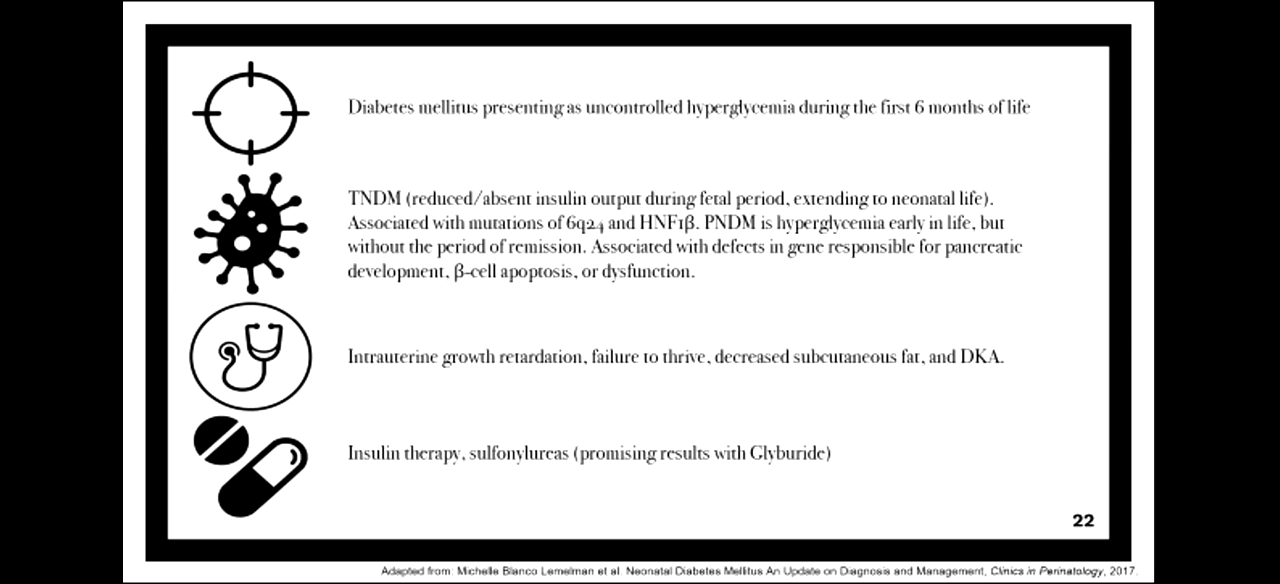 Diabetes mellitus presenting as uncontrolled hyperglycemia during the first 6 months of life
TNDM (reduced/absent insulin output during fetal period, extending to neonatal life).
Associated with mutations of 6q24 and HNF1β. PNDM is hyperglycemia early in life, but
without the period of remission. Associated with defects in gene responsible for pancreatic
development, β-cell apoptosis, or dysfunction.
Intrauterine growth retardation, failure to thrive, decreased subcutaneous fat, and DKA.
Insulin therapy, sulfonylureas (promising results with Glyburide)
22
Adapted from: Michelle Blanco Lemelman et al. Neonatal Diabetes Mellitus An Update on Diagnosis and Management, Clinics in Perinatology, 2017.